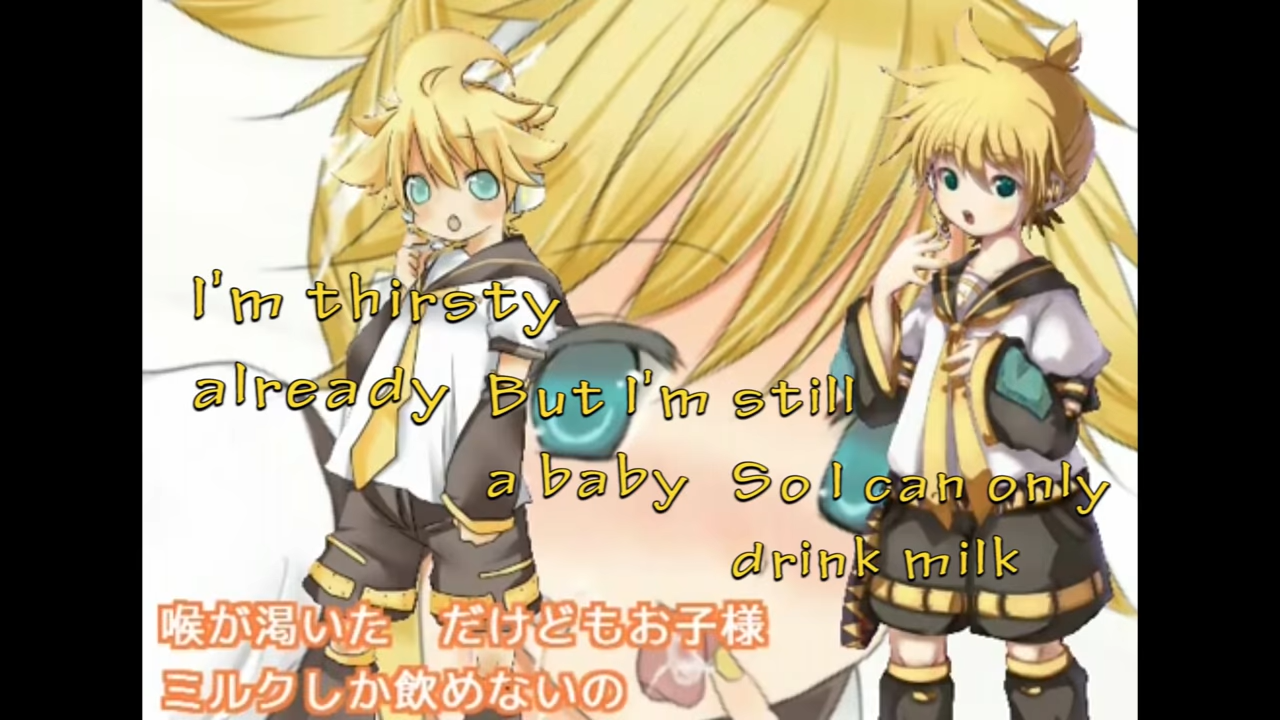 I'm thirsty
already
But I'm still
a baby
So I can only
drink milk
喉が渇いた　だけどもお子様
ミルクしか飲めないの